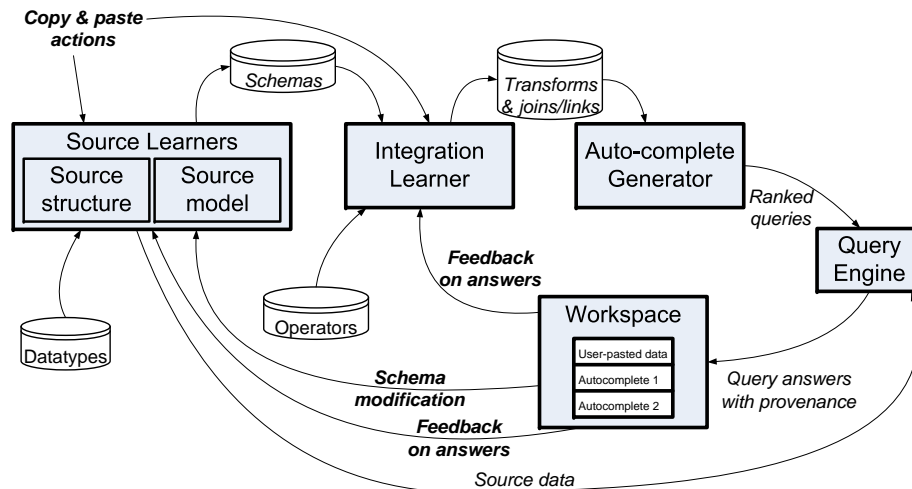 Copy & paste
actions
Schemas
Transforms
& joins/links
Source Learners
Source
structure
Source
model
Integration
Learner
Auto-complete
Generator
Ranked
queries
Query
Engine
Feedback
on answers
Operators
Datatypes
Workspace
User-pasted data
Autocomplete 1
Autocomplete 2
Schema
modification
Query answers
with provenance
Feedback
on answers
Source data